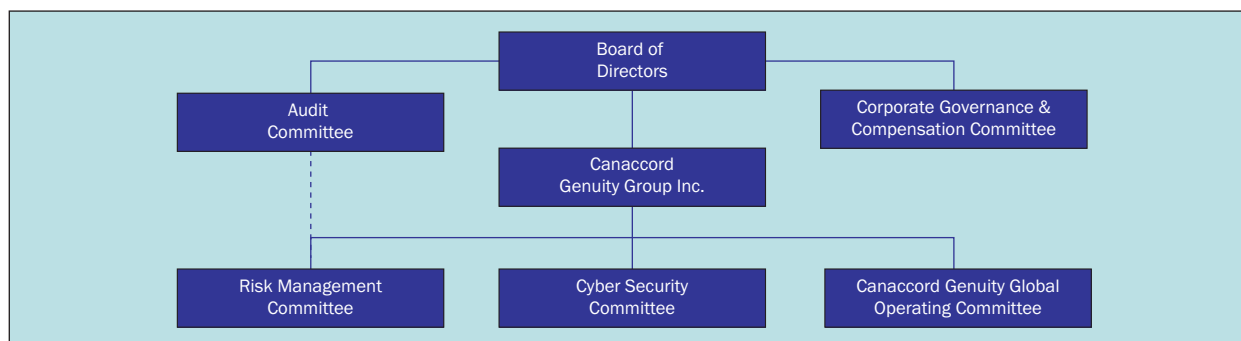 Board of
Directors
Audit
Committee
Corporate Governance &
Compensation Committee
Canaccord
Genuity Group Inc.
Risk Management
Committee
Cyber Security
Committee
Canaccord Genuity Global
Operating Committee